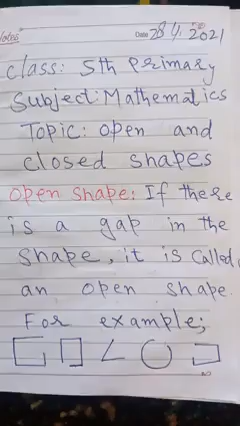 Notes
Date 28/4/2021
Class: 5th Primary
Subject: Mathematics
Topic: open and
closed shapes
open shape: If there
is a gap in the
shape, it is called,
an open shape.
For example;